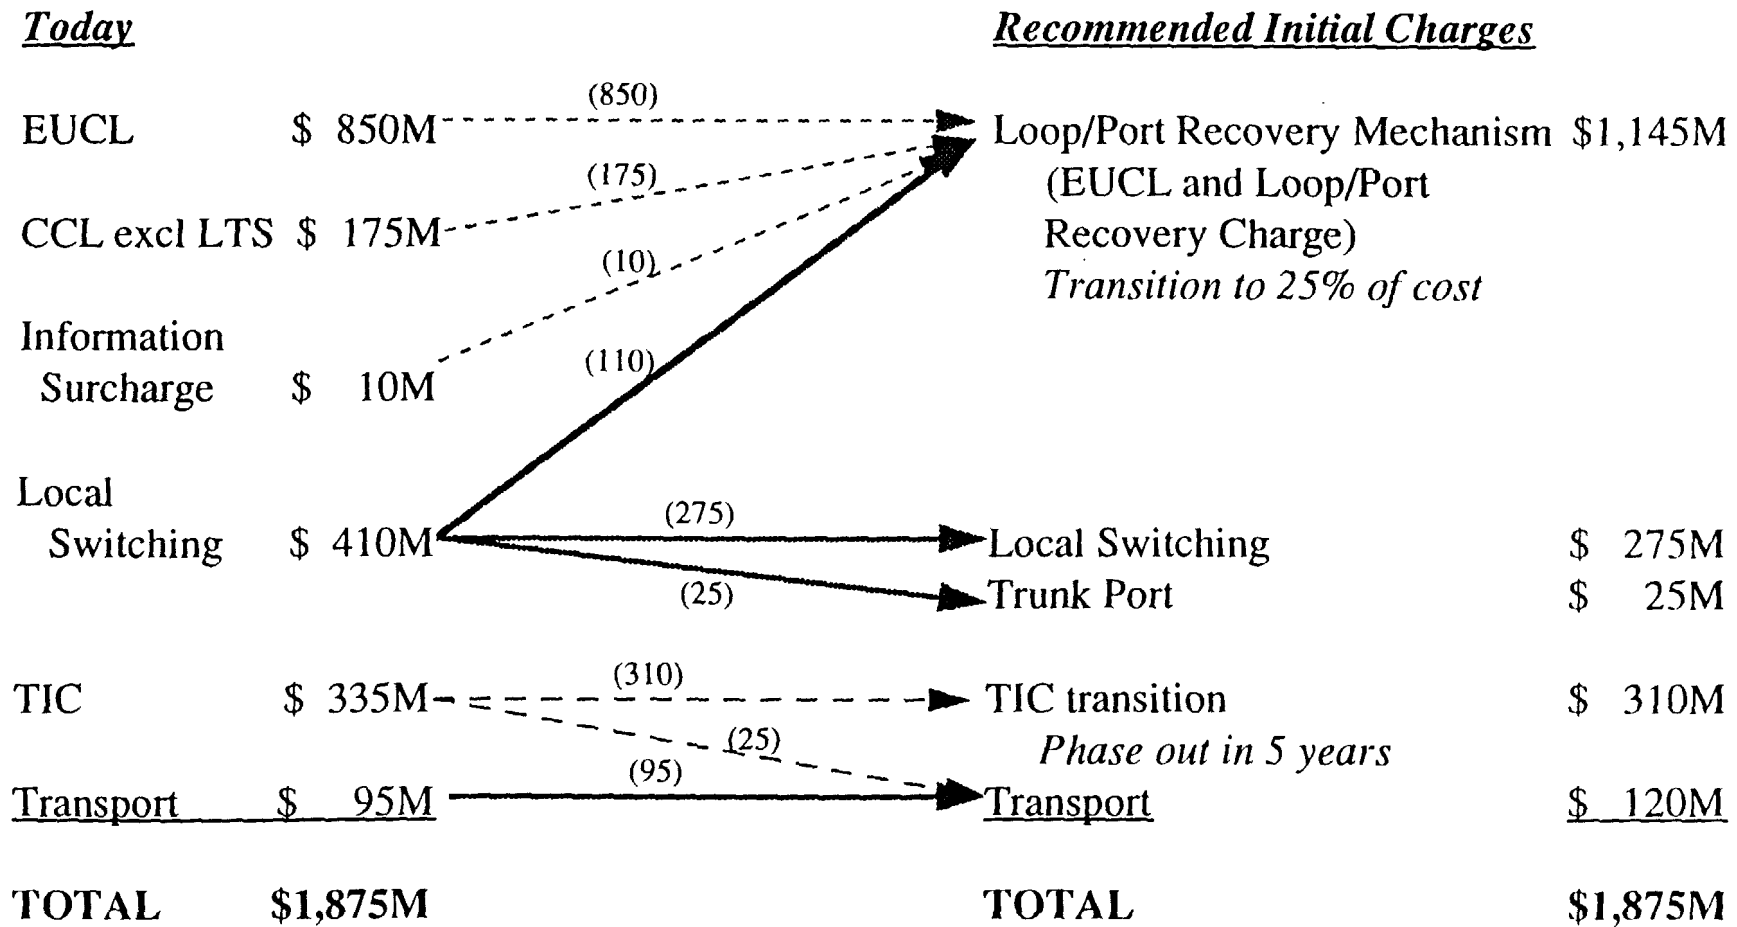 Today Recommended Initial Charges
(850)
EUCL $ 850M Loop/Port Recovery Mechanism $1,145M
(175) (EUCL and Loop/Port
CCL excl LTS $ 175M Recovery Charge)
(10) Transition to 25% of cost
Information
(110)
Surcharge $ 10M
Local
(275)
Switching $ 410M Local Switching $ 275M
(25) Trunk Port $ 25M
(310)
TIC $ 335M TIC transition $ 310M
(25) Phase out in 5 years
(95)
Transport $ 95M Transport $ 120M
TOTAL $1,875M TOTAL $1,875M